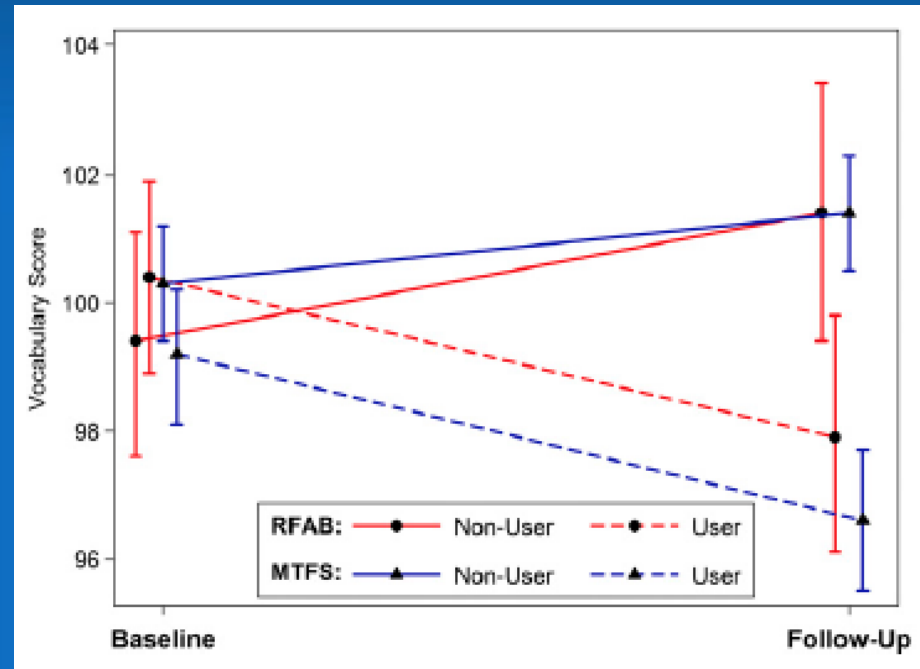 104
102
100
98
96
Vocabulary Score
RFAB: Non-User User
MTFS: Non-User User
Baseline Follow-Up